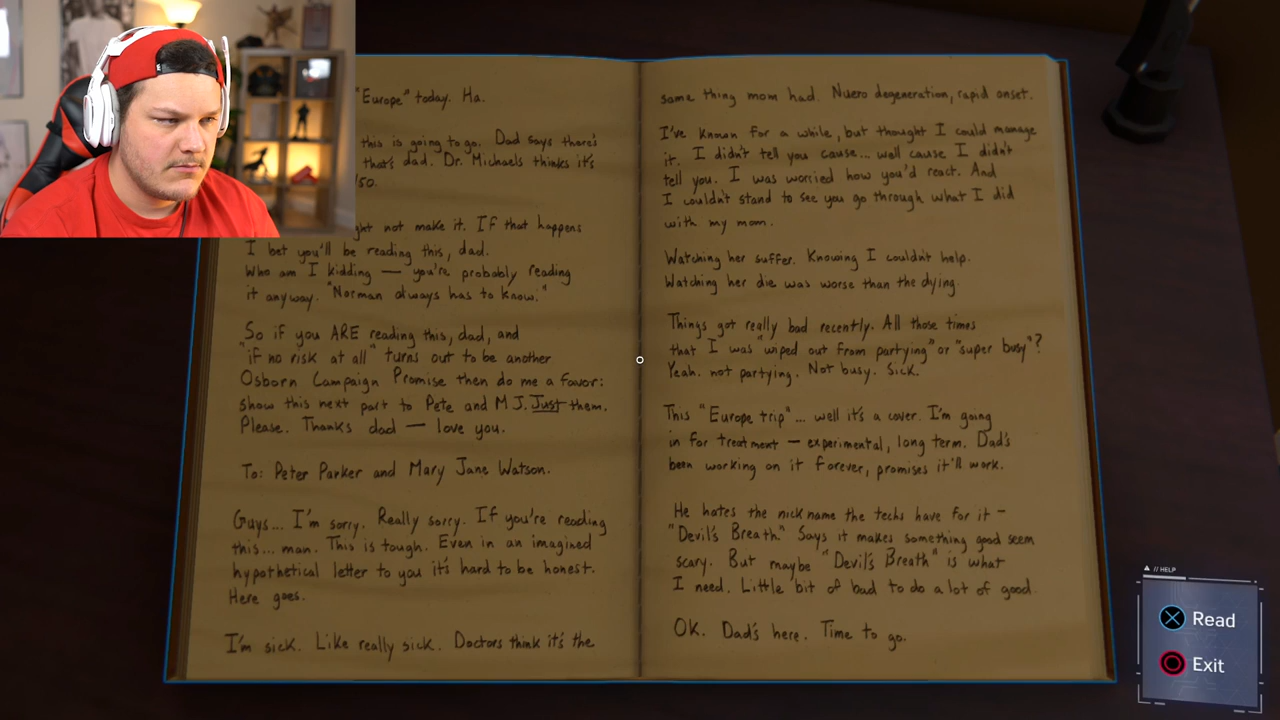 "Europe" today. Ha.
this is going to go. Dad says there's
that's dad. Dr. Michaels thinks it's
not make it. If that happens
I bet you'll be reading this, dad.
Who am I kidding — you're probably reading
it anyway. "Norman always has to know."
So if you ARE reading this, dad, and
"if no risk at all" turns out to be another
Osborn Campaign Promise then do me a favor:
show this next part to Pete and MJ. Just them.
Please. Thanks dad — love you.
To: Peter Parker and Mary Jane Watson.
Guys... I'm sorry. Really sorry. If you're reading
this... man. This is tough. Even in an imagined
hypothetical letter to you it's hard to be honest.
Here goes.
I'm sick. Like really sick. Doctors think it's the
same thing mom had. Nuero degeneration, rapid onset.
I've known for a while, but thought I could manage
it. I didn't tell you cause... well cause I didn't
tell you. I was worried how you'd react. And
I couldn't stand to see you go through what I did
with my mom.
Watching her suffer. Knowing I couldn't help.
Watching her die was worse than the dying.
Things got really bad recently. All those times
that I was "wiped out from partying" or "super busy"?
Yeah. not partying. Not busy. Sick.
This "Europe trip"... well it's a cover. I'm going
in for treatment — experimental, long term. Dad's
been working on it forever, promises it'll work.
He hates the nickname the techs have for it –
"Devil's Breath." Says it makes something good seem
scary. But maybe "Devil's Breath" is what
I need. Little bit of bad to do a lot of good.
OK. Dad's here. Time to go.
// HELP
Read
Exit